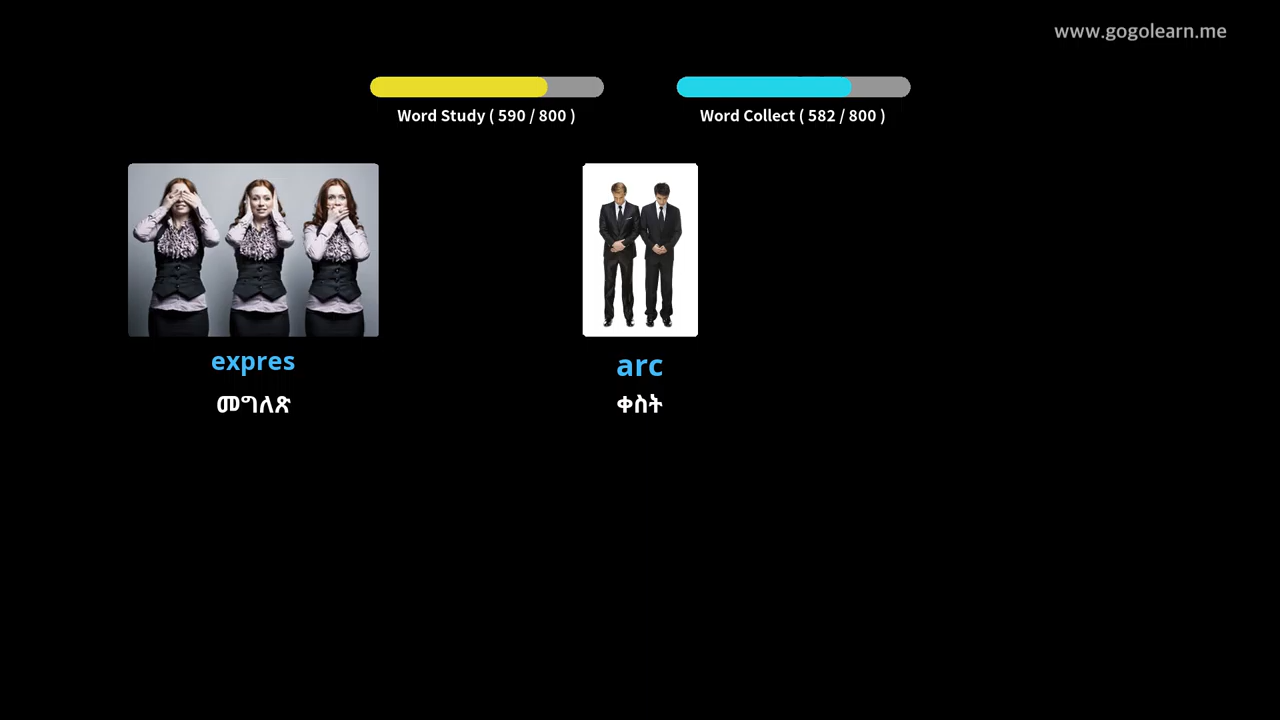 www.gogolearn.me
Word Study ( 590 / 800 )
Word Collect ( 582 / 800 )
expres
መግለጽ
arc
ቀስት